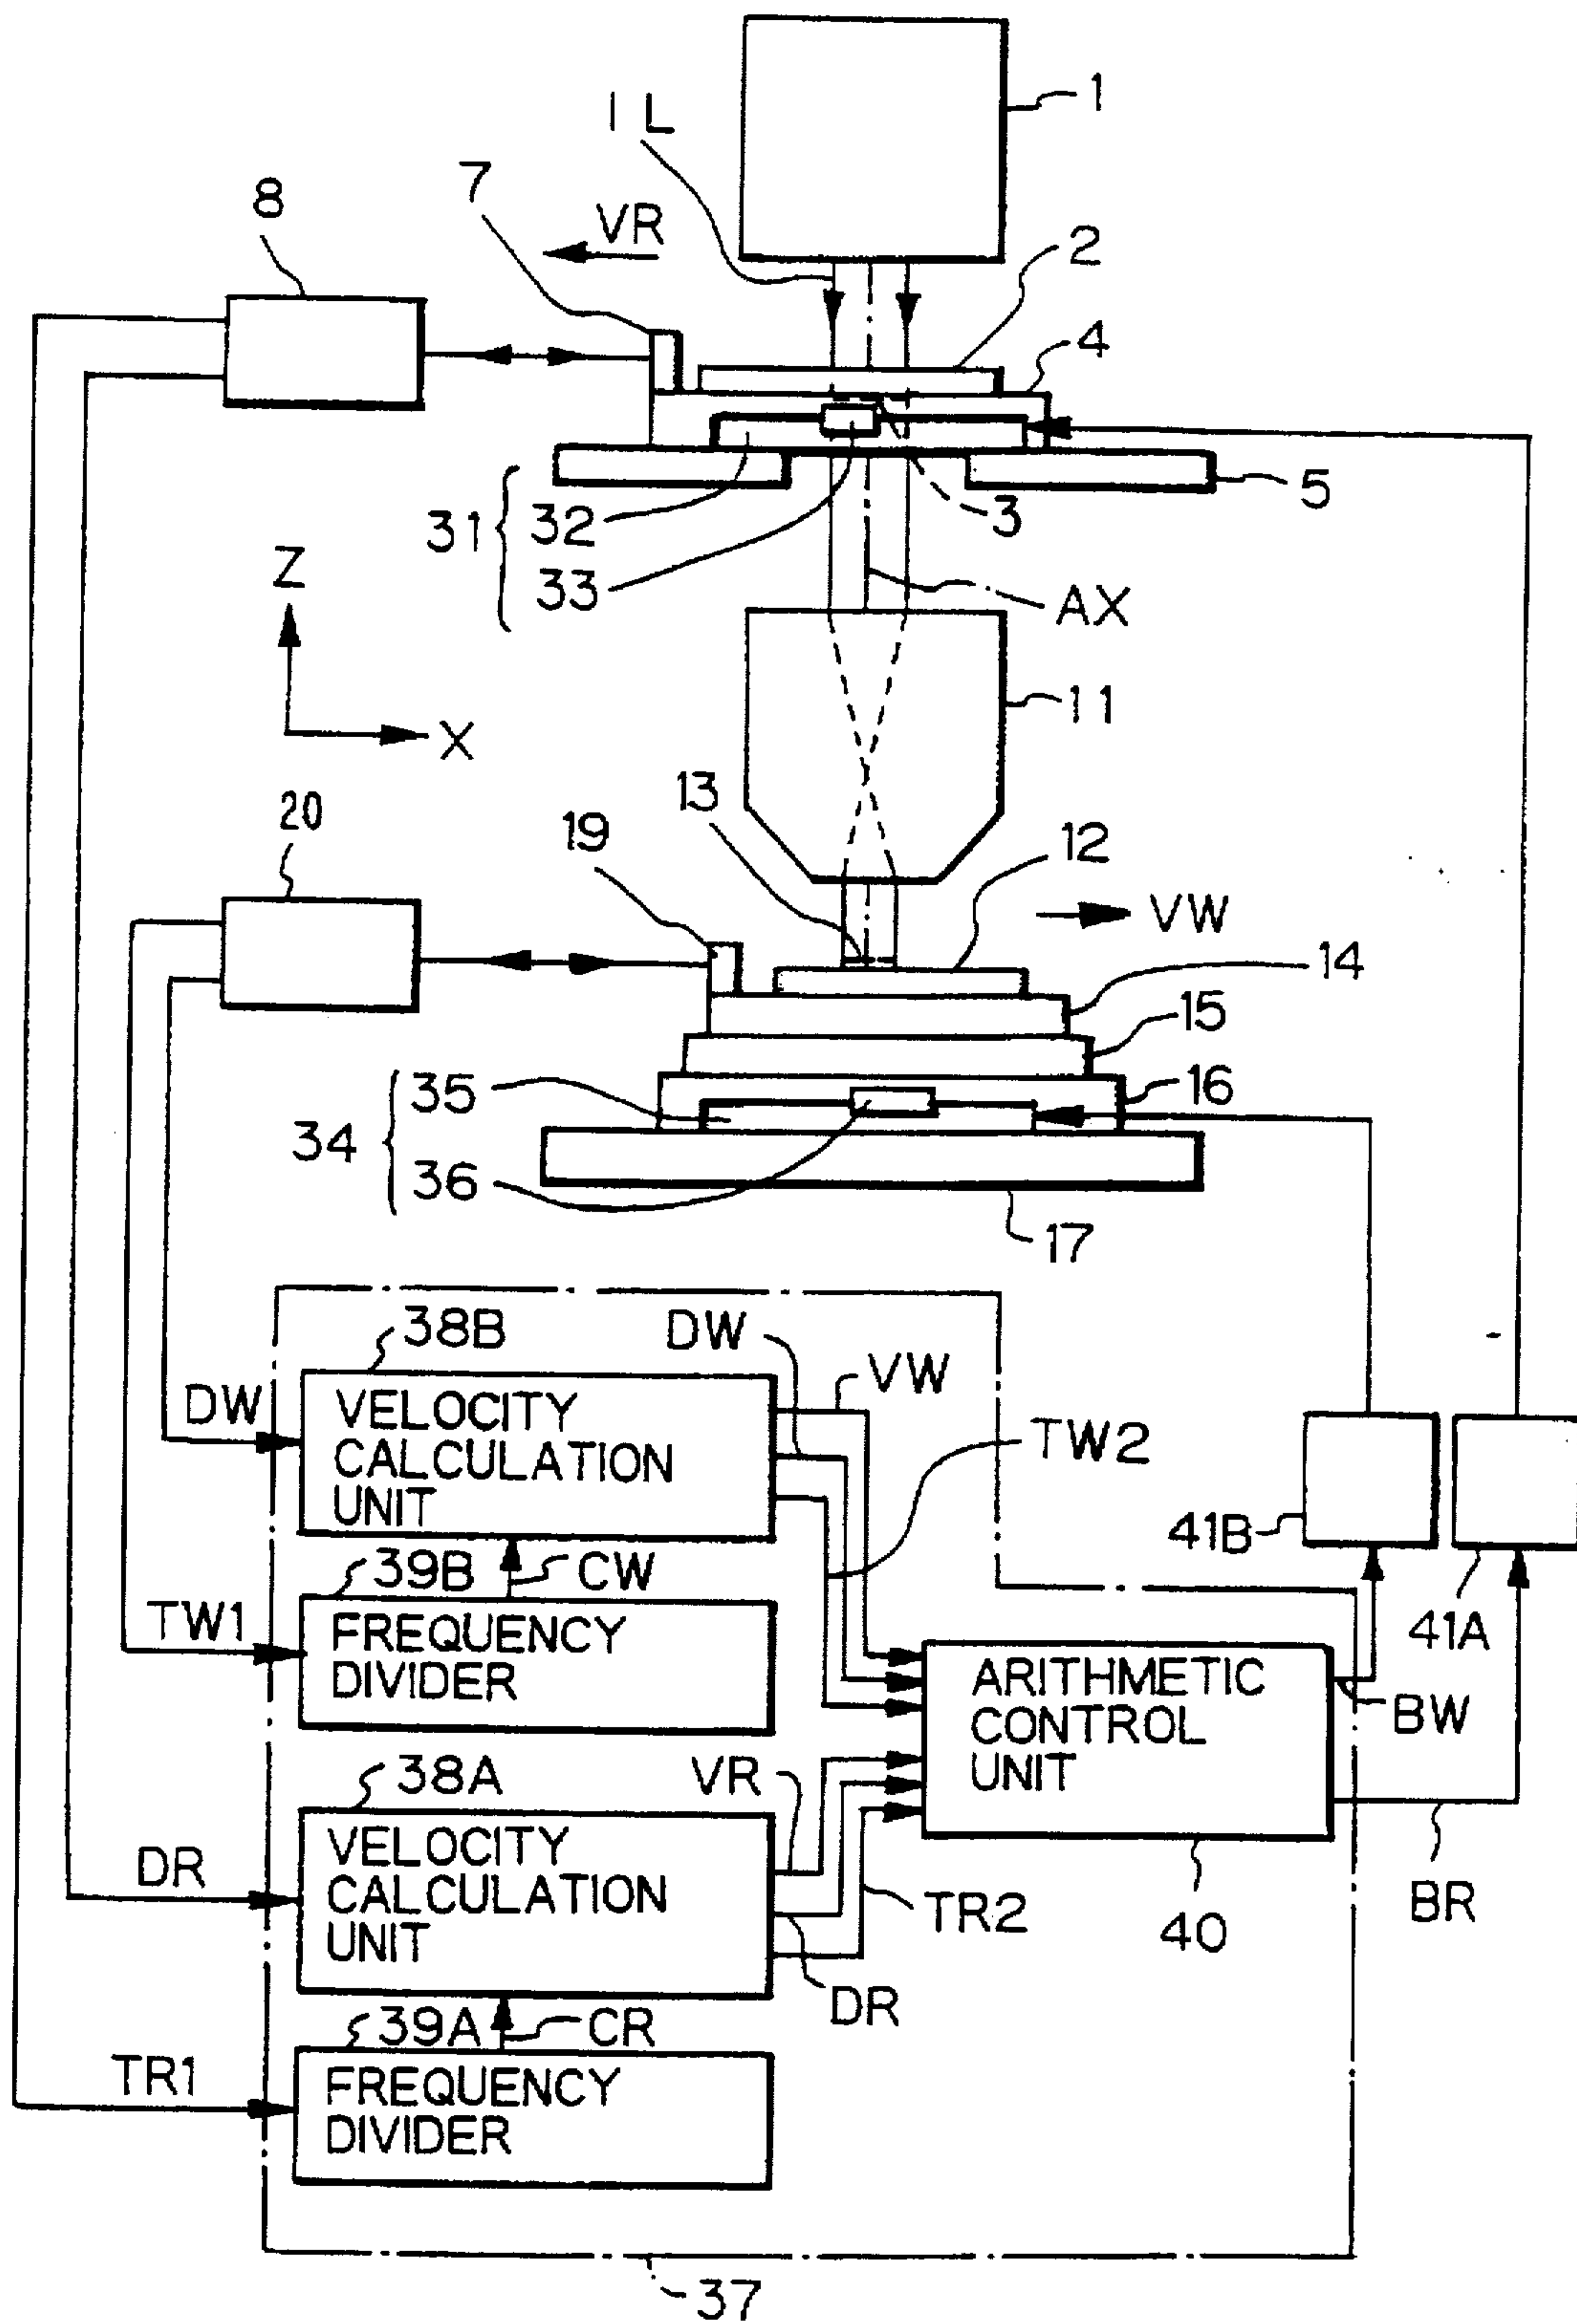 1
IL
7
8
VR
2
4
5
3
31
32
33
Z
AX
X
11
13
20
19
12
VW
14
15
35
16
34
36
17
38B
DW
VW
DW
VELOCITY
CALCULATION
UNIT
TW2
41B
39B
CW
41A
TW1
FREQUENCY
DIVIDER
ARITHMETIC
CONTROL
UNIT
BW
38A
VR
DR
VELOCITY
CALCULATION
UNIT
TR2
40
BR
DR
39A
CR
TR1
FREQUENCY
DIVIDER
37